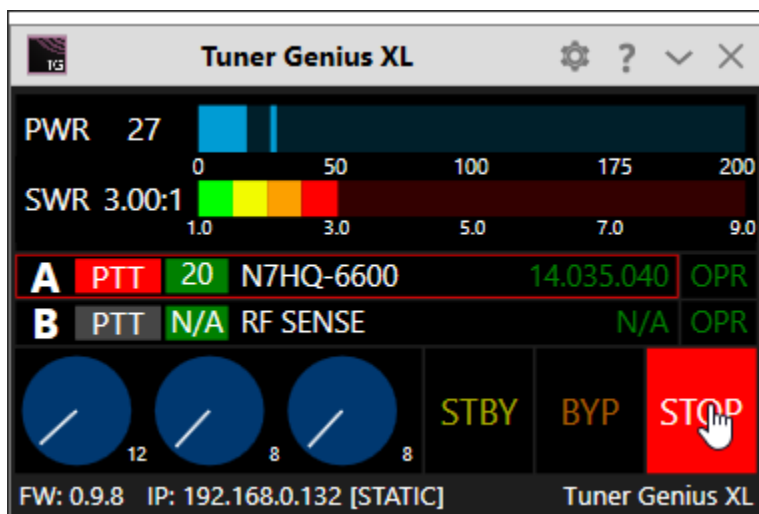 TG Tuner Genius XL ?
PWR 27
0 50 100 175 200
SWR 3.00:1
1.0 3.0 5.0 7.0 9.0
A PTT 20 N7HQ-6600 14.035.040 OPR
B PTT N/A RF SENSE N/A OPR
12 8 8 STBY BYP STOP
FW: 0.9.8 IP: 192.168.0.132 [STATIC] Tuner Genius XL